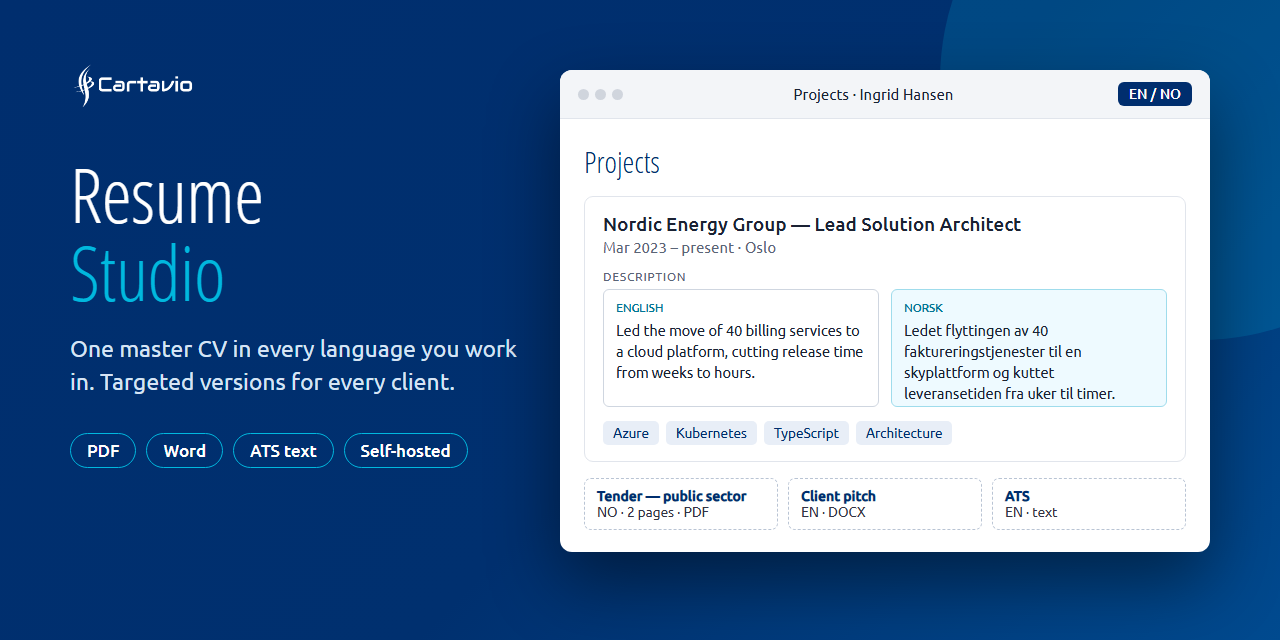 Cartavio
Resume
Studio
One master CV in every language you work
in. Targeted versions for every client.
PDF
Word
ATS text
Self-hosted
Projects · Ingrid Hansen
EN / NO
Projects
Nordic Energy Group — Lead Solution Architect
Mar 2023 – present · Oslo
DESCRIPTION
ENGLISH
Led the move of 40 billing services to
a cloud platform, cutting release time
from weeks to hours.
NORSK
Ledet flyttingen av 40
faktureringstjenester til en
skyplattform og kuttet
leveransetiden fra uker til timer.
Azure
Kubernetes
TypeScript
Architecture
Tender — public sector
NO · 2 pages · PDF
Client pitch
EN · DOCX
ATS
EN · text